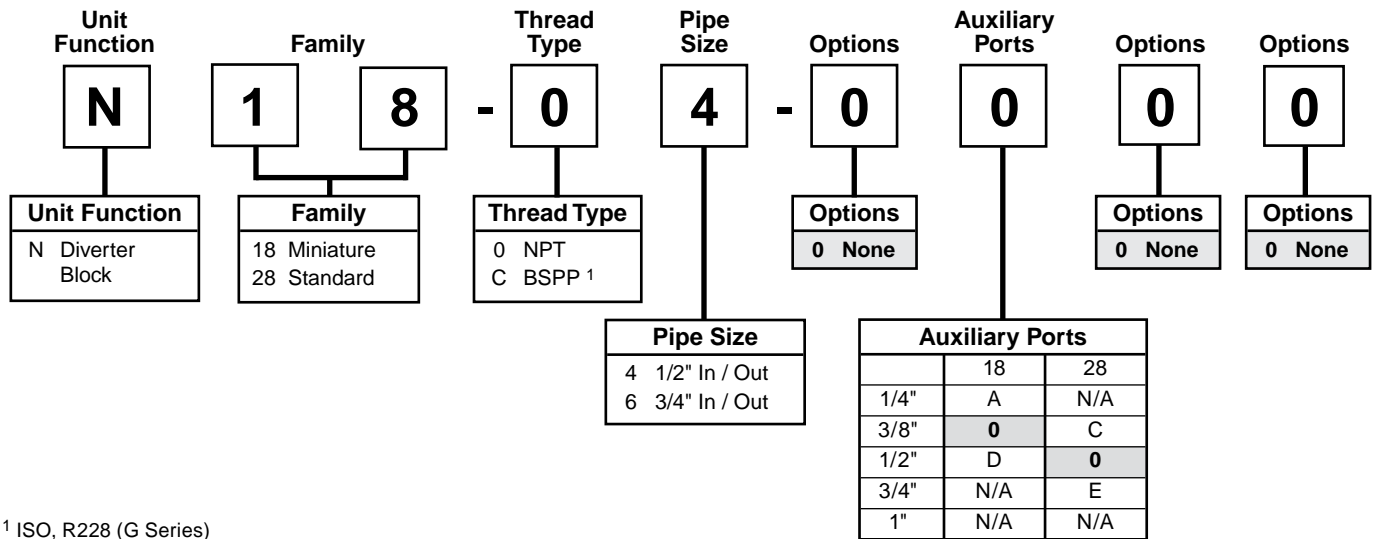 Unit Function Family Thread Type Pipe Size Options Auxiliary Ports Options Options
N 1 8 - 0 4 - 0 0 0 0
Unit Function
N Diverter
Block
Family
18 Miniature
28 Standard
Thread Type
0 NPT
C BSPP 1
Options
0 None
Options
0 None
Options
0 None
Pipe Size
4 1/2" In / Out
6 3/4" In / Out
Auxiliary Ports
18 28
1/4" A N/A
3/8" 0 C
1/2" D 0
3/4" N/A E
1" N/A N/A
1 ISO, R228 (G Series)